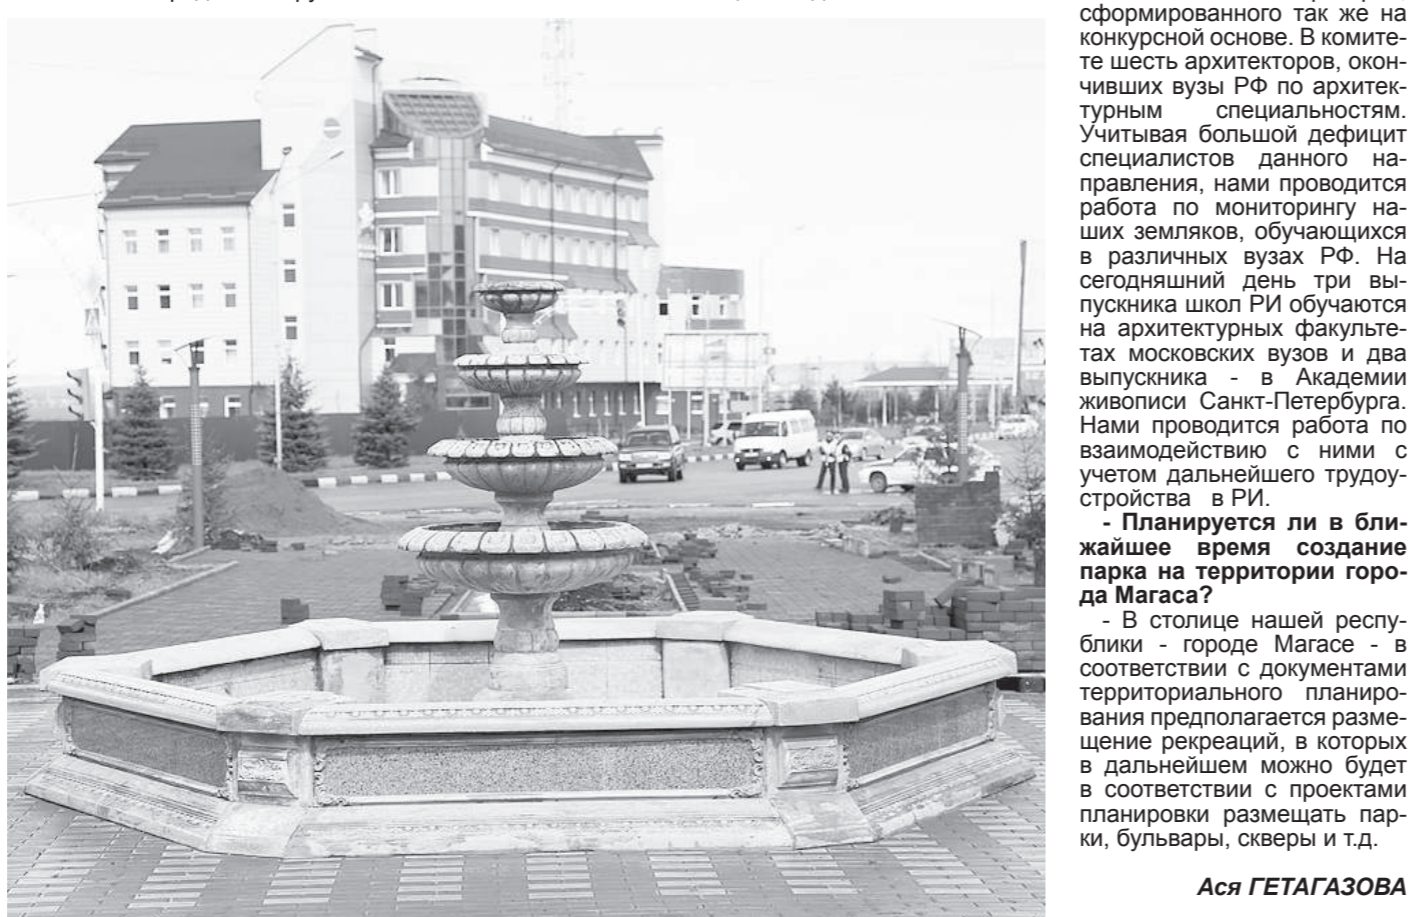 сформированного так же на
конкурсной основе. В комите-
те шесть архитекторов, окон-
чивших вузы РФ по архитек-
турным специальностям.
Учитывая большой дефицит
специалистов данного на-
правления, нами проводится
работа по мониторингу на-
ших земляков, обучающихся
в различных вузах РФ. На
сегодняшний день три вы-
пускника школ РИ обучаются
на архитектурных факульте-
тах московских вузов и два
выпускника - в Академии
живописи Санкт-Петербурга.
Нами проводится работа по
взаимодействию с ними с
учетом дальнейшего трудоу-
стройства в РИ.
- Планируется ли в бли-
жайшее время создание
парка на территории горо-
да Магаса?
- В столице нашей респу-
блики - городе Магасе - в
соответствии с документами
территориального планиро-
вания предполагается разме-
щение рекреаций, в которых
в дальнейшем можно будет
в соответствии с проектами
планировки размещать пар-
ки, бульвары, скверы и т.д.
Ася ГЕТАГАЗОВА